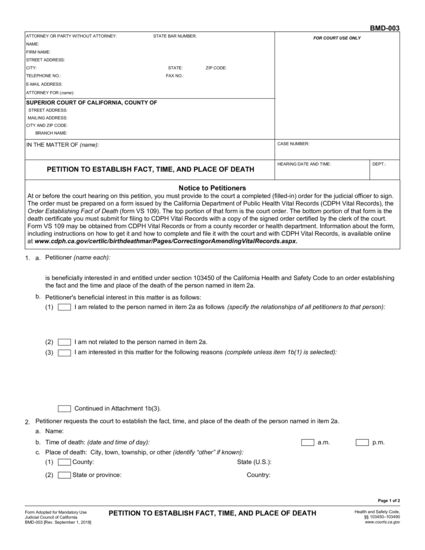 BMD-003
ATTORNEY OR PARTY WITHOUT ATTORNEY: STATE BAR NUMBER:
FOR COURT USE ONLY
NAME:
FIRM NAME:
STREET ADDRESS:
CITY: STATE: ZIP CODE:
TELEPHONE NO.: FAX NO.:
E-MAIL ADDRESS:
ATTORNEY FOR (name):
SUPERIOR COURT OF CALIFORNIA, COUNTY OF
STREET ADDRESS:
MAILING ADDRESS:
CITY AND ZIP CODE:
BRANCH NAME:
IN THE MATTER OF (name):
CASE NUMBER:
PETITION TO ESTABLISH FACT, TIME, AND PLACE OF DEATH
HEARING DATE AND TIME: DEPT.:
Notice to Petitioners
At or before the court hearing on this petition, you must provide to the court a completed (filled-in) order for the judicial officer to sign.
The order must be prepared on a form issued by the California Department of Public Health Vital Records (CDPH Vital Records), the
Order Establishing Fact of Death (form VS 109). The top portion of that form is the court order. The bottom portion of that form is the
death certificate you must submit for filing to CDPH Vital Records with a copy of the signed order certified by the clerk of the court.
Form VS 109 may be obtained from CDPH Vital Records or from a county recorder or health department. Information about the form,
including instructions on how to get it and how to complete and file it with the court and with CDPH Vital Records, is available online
at www.cdph.ca.gov/certlic/birthdeathmar/Pages/CorrectingorAmendingVitalRecords.aspx.
1. a. Petitioner (name each):
is beneficially interested in and entitled under section 103450 of the California Health and Safety Code to an order establishing
the fact and the time and place of the death of the person named in item 2a.
b. Petitioner's beneficial interest in this matter is as follows:
(1) I am related to the person named in item 2a as follows (specify the relationships of all petitioners to that person):
(2) I am not related to the person named in item 2a.
(3) I am interested in this matter for the following reasons (complete unless item 1b(1) is selected):
Continued in Attachment 1b(3).
2. Petitioner requests the court to establish the fact, time, and place of the death of the person named in item 2a.
a. Name:
b. Time of death: (date and time of day): a.m. p.m.
c. Place of death: City, town, township, or other (identify "other" if known):
(1) County: State (U.S.):
(2) State or province: Country:
Page 1 of 2
Form Adopted for Mandatory Use
Judicial Council of California
BMD-003 [Rev. September 1, 2018]
PETITION TO ESTABLISH FACT, TIME, AND PLACE OF DEATH
Health and Safety Code,
§§ 103450–103490
www.courts.ca.gov